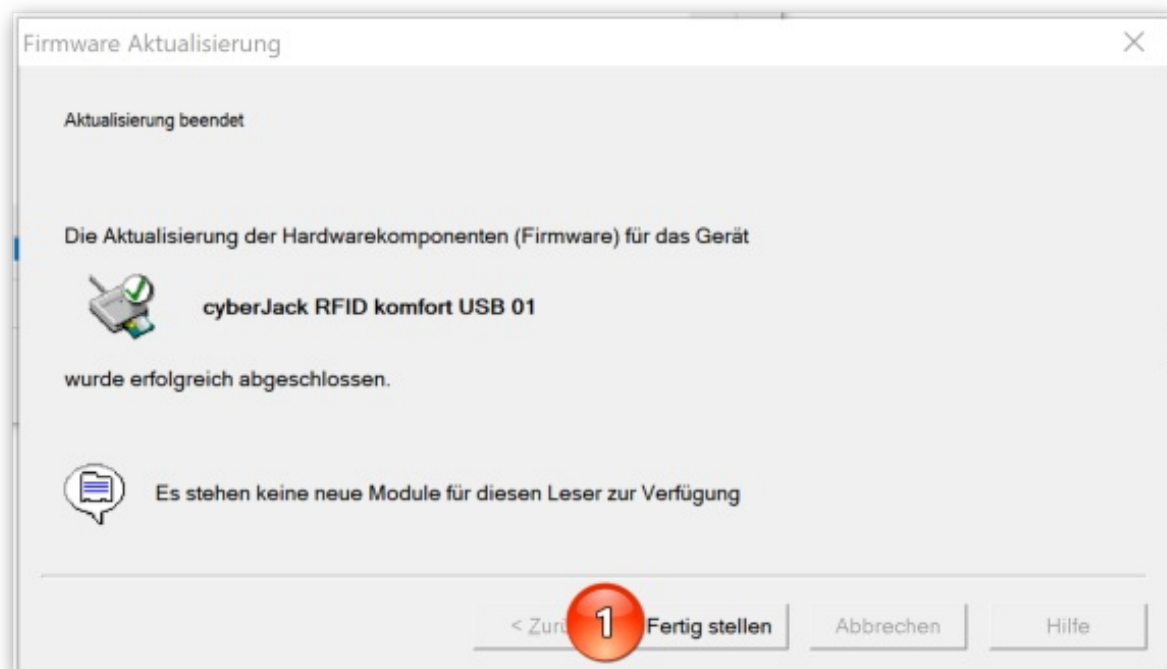 Firmware Aktualisierung
Aktualisierung beendet
Die Aktualisierung der Hardwarekomponenten (Firmware) für das Gerät
cyberJack RFID komfort USB 01
wurde erfolgreich abgeschlossen.
Es stehen keine neue Module für diesen Leser zur Verfügung
< Zurü 1 Fertig stellen Abbrechen Hilfe